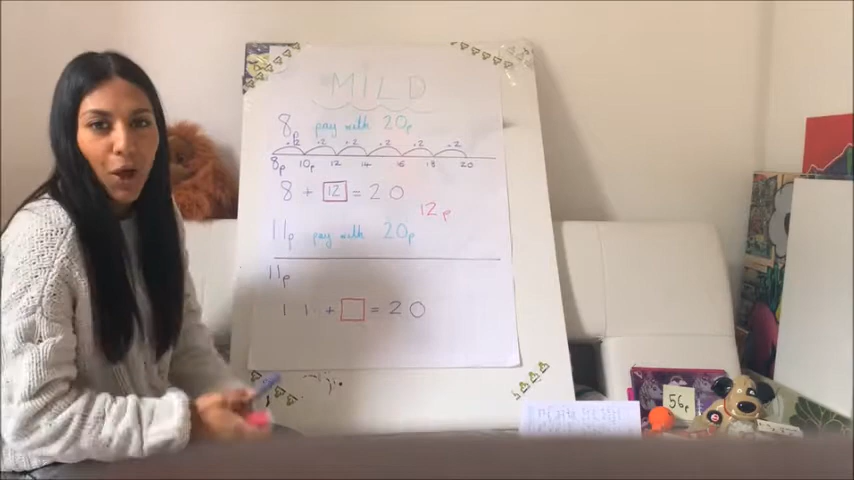 MILD
8p pay with 20p
+2 +2 +2 +2 +2 +2
8p 10p 12 14 16 18 20
8 + 12 = 20
12p
11p pay with 20p
11p
11 + □ = 20
56p